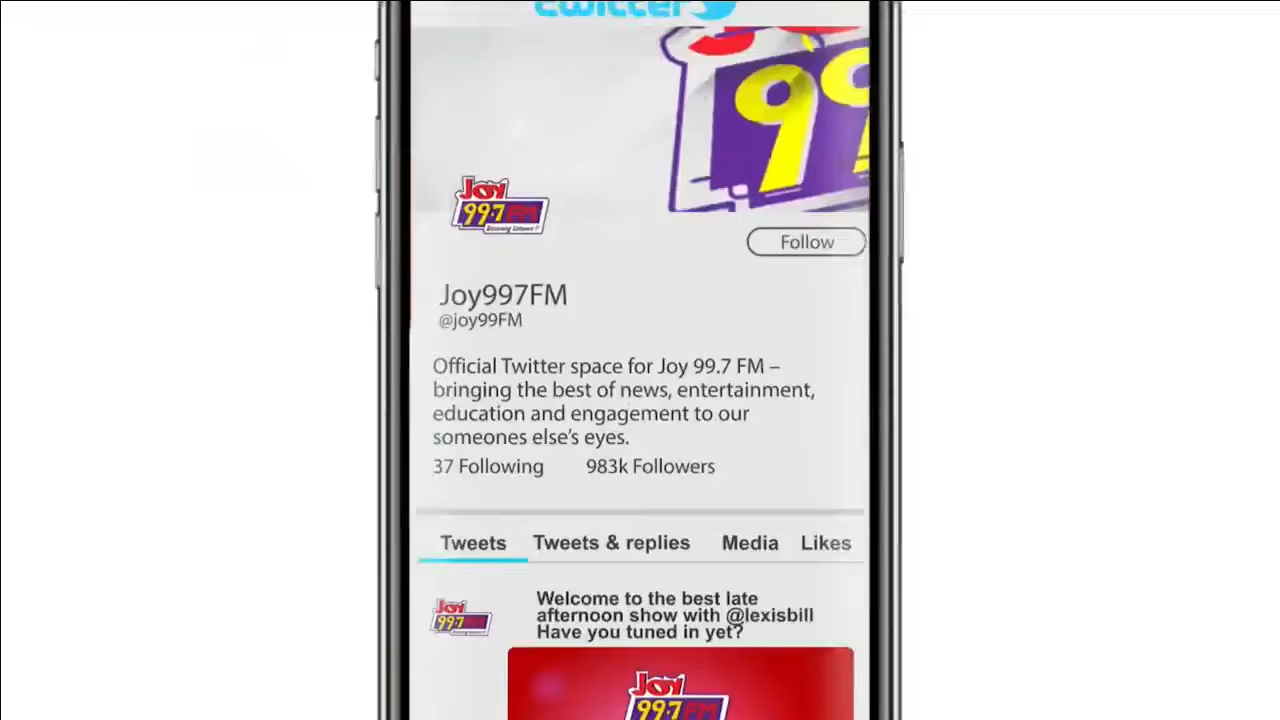 twitter
JO
99
Joy
99.7 FM
Follow
Joy997FM
@joy99FM
Official Twitter space for Joy 99.7 FM –
bringing the best of news, entertainment,
education and engagement to our
someones else’s eyes.
37 Following 983k Followers
Tweets Tweets & replies Media Likes
Joy
99.7 FM
Welcome to the best late
afternoon show with @lexisbill
Have you tuned in yet?
Joy
99.7 FM